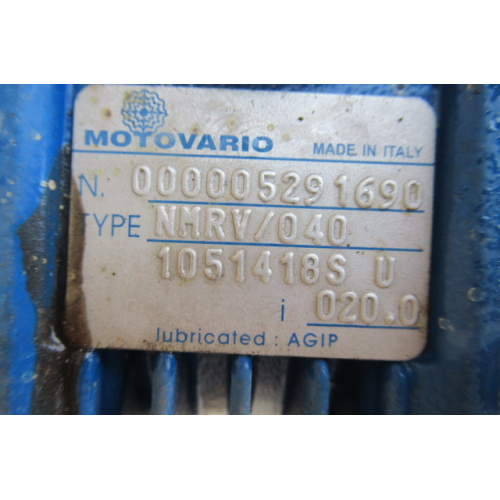 MOTOVARIO MADE IN ITALY
N. 000005291690
TYPE NMRV/040
1051418S U
i 020.0
lubricated : AGIP